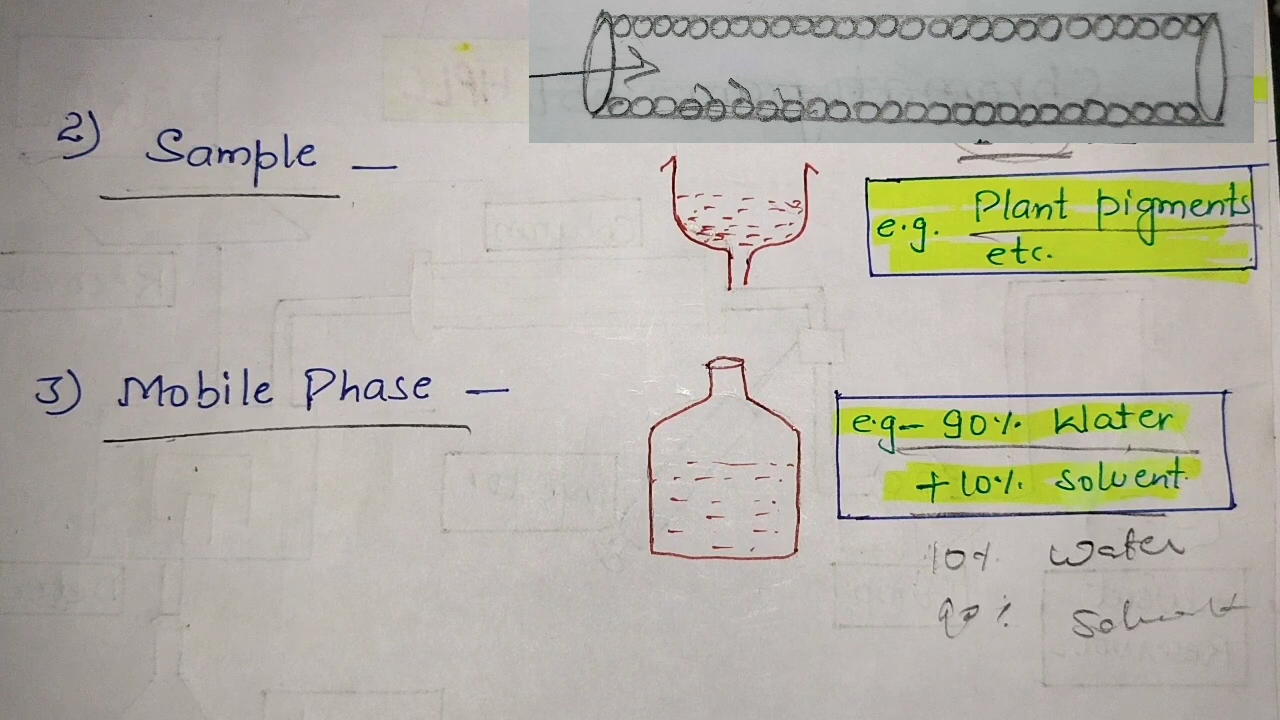 2) Sample –
e.g. Plant pigments
etc.
3) Mobile Phase –
e.g – 90% Water
+ 10% solvent
10% water
90% solvent